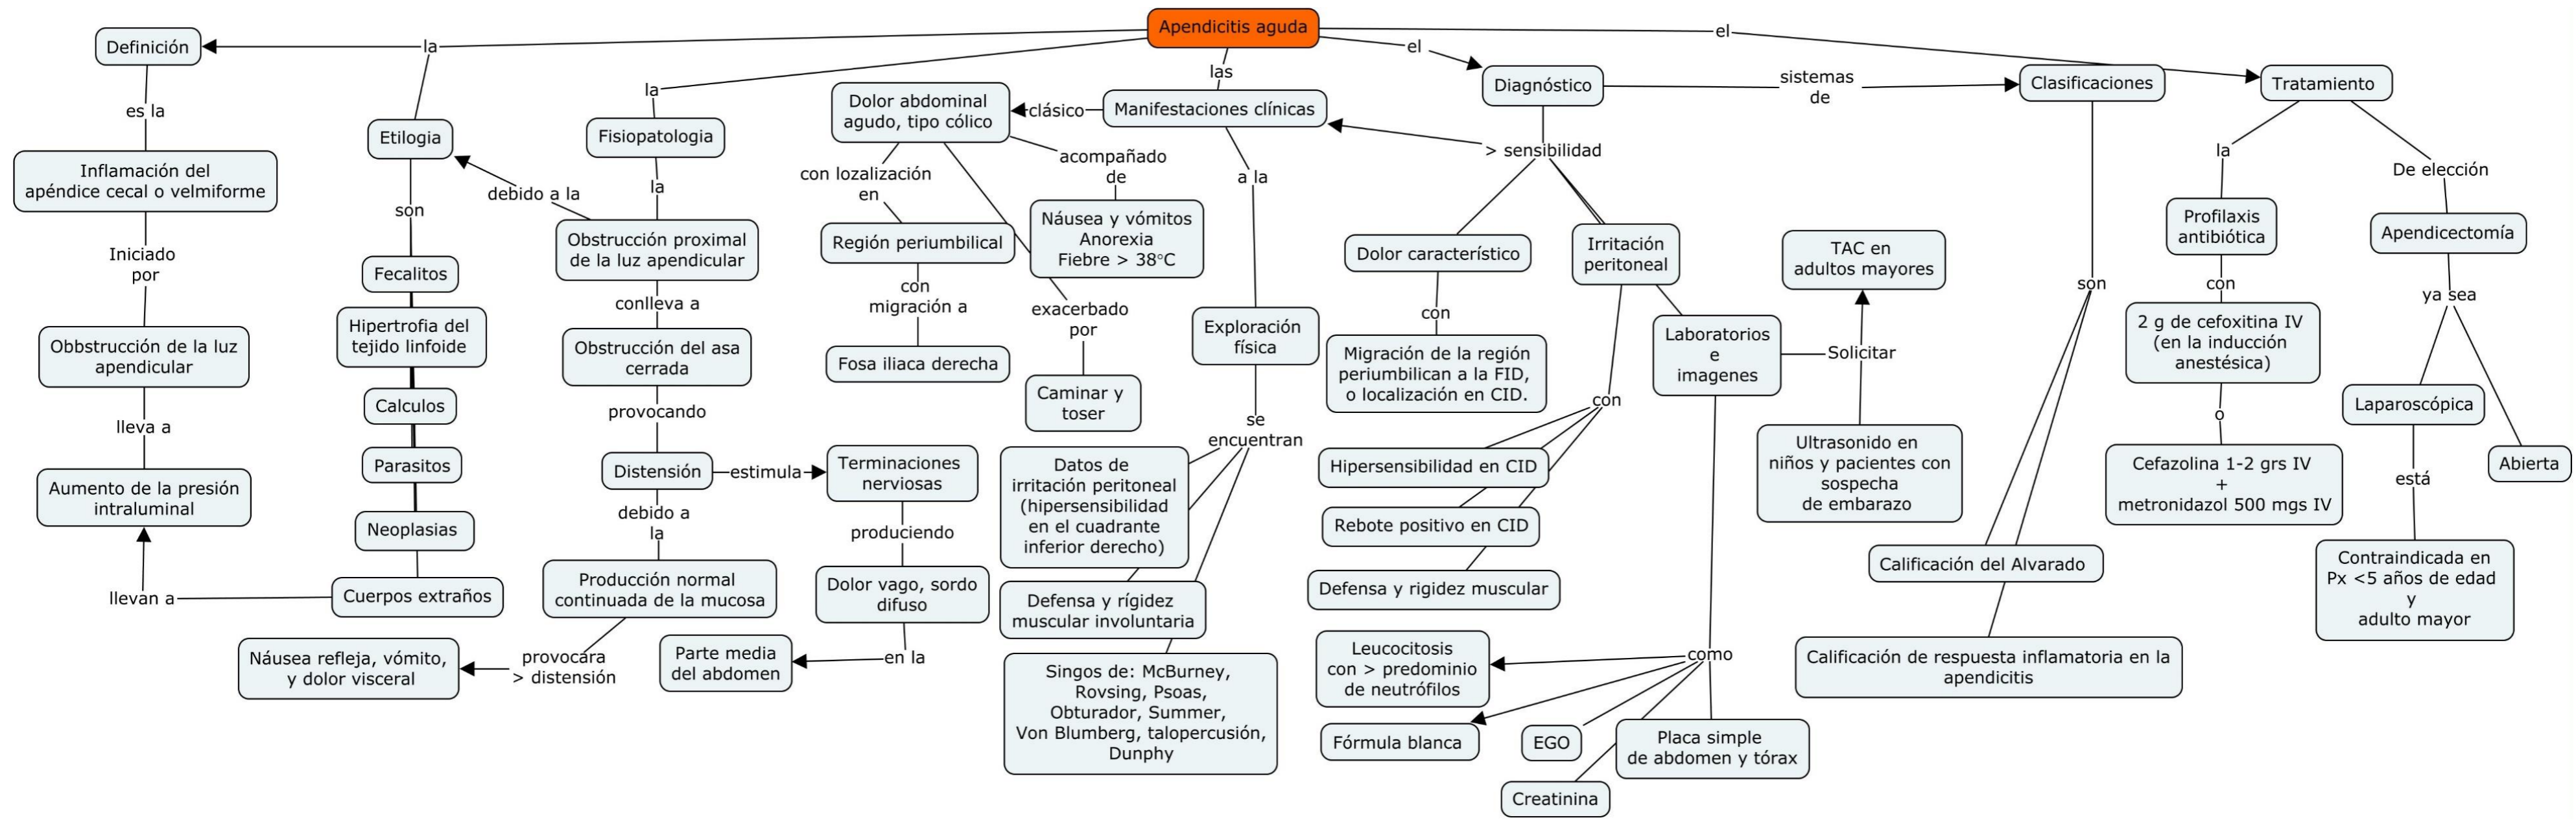 Apendicitis aguda
la
Definición
es la
Inflamación del
apéndice cecal o velmiforme
Iniciado
por
Obbstrucción de la luz
apendicular
lleva a
Aumento de la presión
intraluminal
Etilogia
son
Fecalitos
Hipertrofia del
tejido linfoide
Calculos
Parasitos
Neoplasias
Cuerpos extraños
llevan a
la
Fisiopatologia
la
Obstrucción proximal
de la luz apendicular
debido a la
conlleva a
Obstrucción del asa
cerrada
provocando
Distensión
estimula
Terminaciones
nerviosas
produciendo
Dolor vago, sordo
difuso
en la
Parte media
del abdomen
debido a
la
Producción normal
continuada de la mucosa
provocara
> distensión
Náusea refleja, vómito,
y dolor visceral
las
Manifestaciones clínicas
clásico
Dolor abdominal
agudo, tipo cólico
con lozalización
en
Región periumbilical
con
migración a
Fosa iliaca derecha
acompañado
de
Náusea y vómitos
Anorexia
Fiebre > 38°C
exacerbado
por
Caminar y
toser
a la
Exploración
física
se
encuentran
Datos de
irritación peritoneal
(hipersensibilidad
en el cuadrante
inferior derecho)
Defensa y rígidez
muscular involuntaria
Singos de: McBurney,
Rovsing, Psoas,
Obturador, Summer,
Von Blumberg, talopercusión,
Dunphy
el
Diagnóstico
> sensibilidad
Dolor característico
con
Migración de la región
periumbilican a la FID,
o localización en CID.
Irritación
peritoneal
con
Hipersensibilidad en CID
Rebote positivo en CID
Defensa y rigidez muscular
Laboratorios
e
imagenes
Solicitar
TAC en
adultos mayores
Ultrasonido en
niños y pacientes con
sospecha
de embarazo
como
Leucocitosis
con > predominio
de neutrófilos
Fórmula blanca
EGO
Creatinina
Placa simple
de abdomen y tórax
sistemas
de
Clasificaciones
son
Calificación del Alvarado
Calificación de respuesta inflamatoria en la
apendicitis
el
Tratamiento
la
Profilaxis
antibiótica
con
2 g de cefoxitina IV
(en la inducción
anestésica)
o
Cefazolina 1-2 grs IV
+
metronidazol 500 mgs IV
De elección
Apendicectomía
ya sea
Laparoscópica
está
Contraindicada en
Px <5 años de edad
y
adulto mayor
Abierta